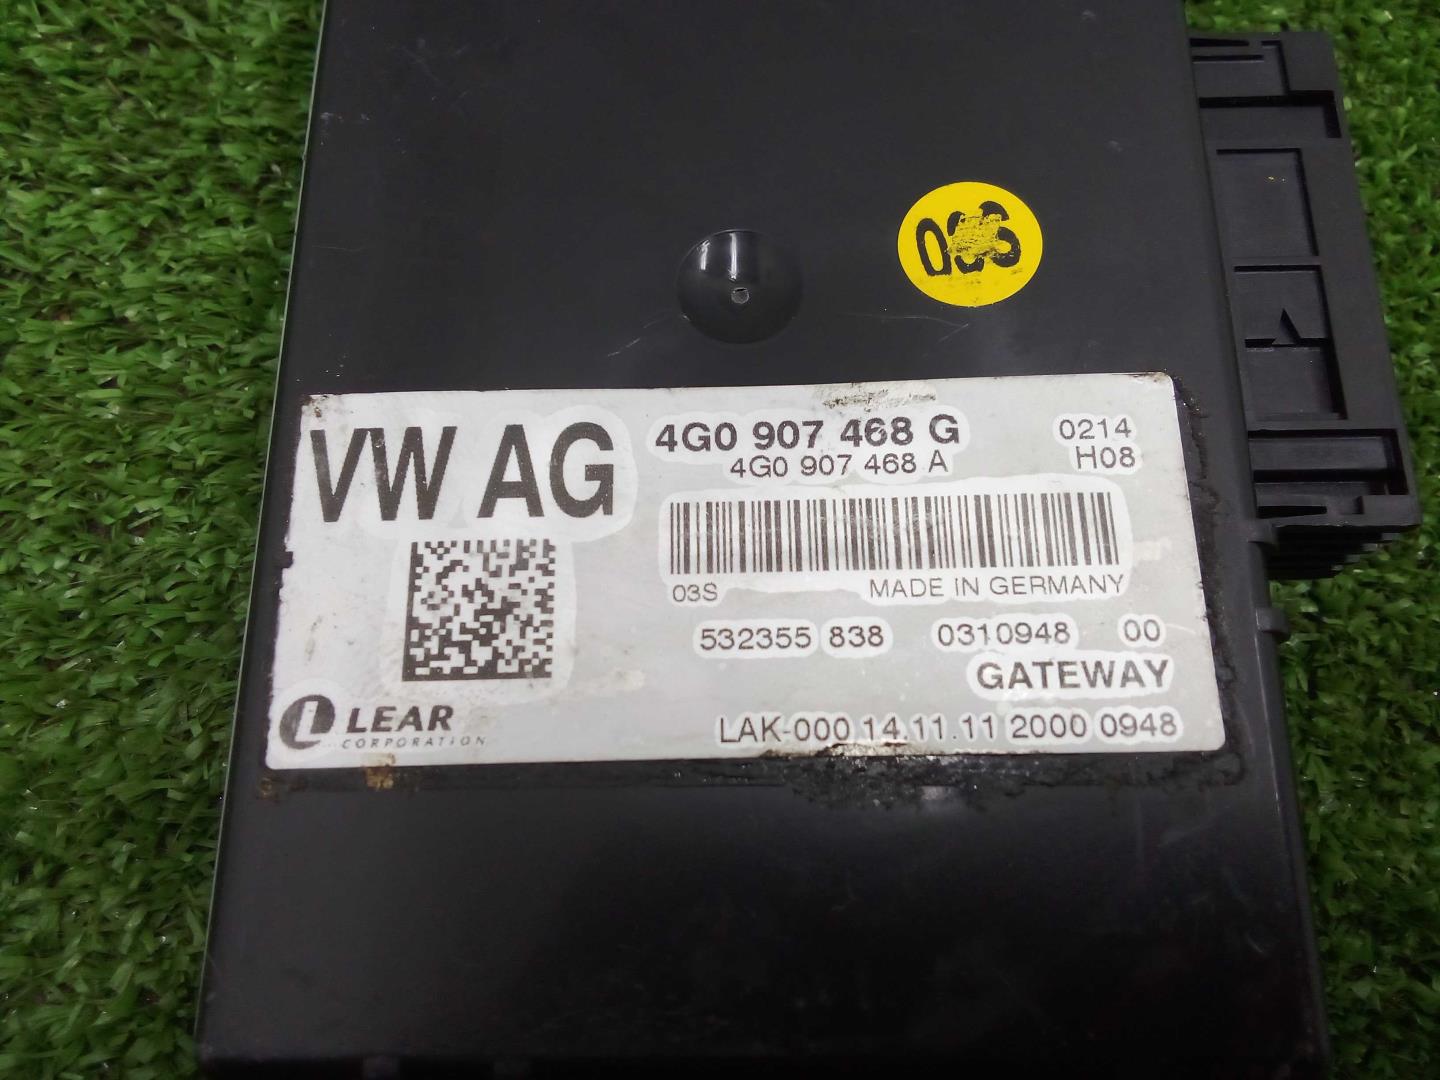 VW AG
4G0 907 468 G
0214
4G0 907 468 A
H08
03S
MADE IN GERMANY
532355 838 0310948 00
GATEWAY
LEAR
CORPORATION
LAK-000 14.11.11 2000 0948